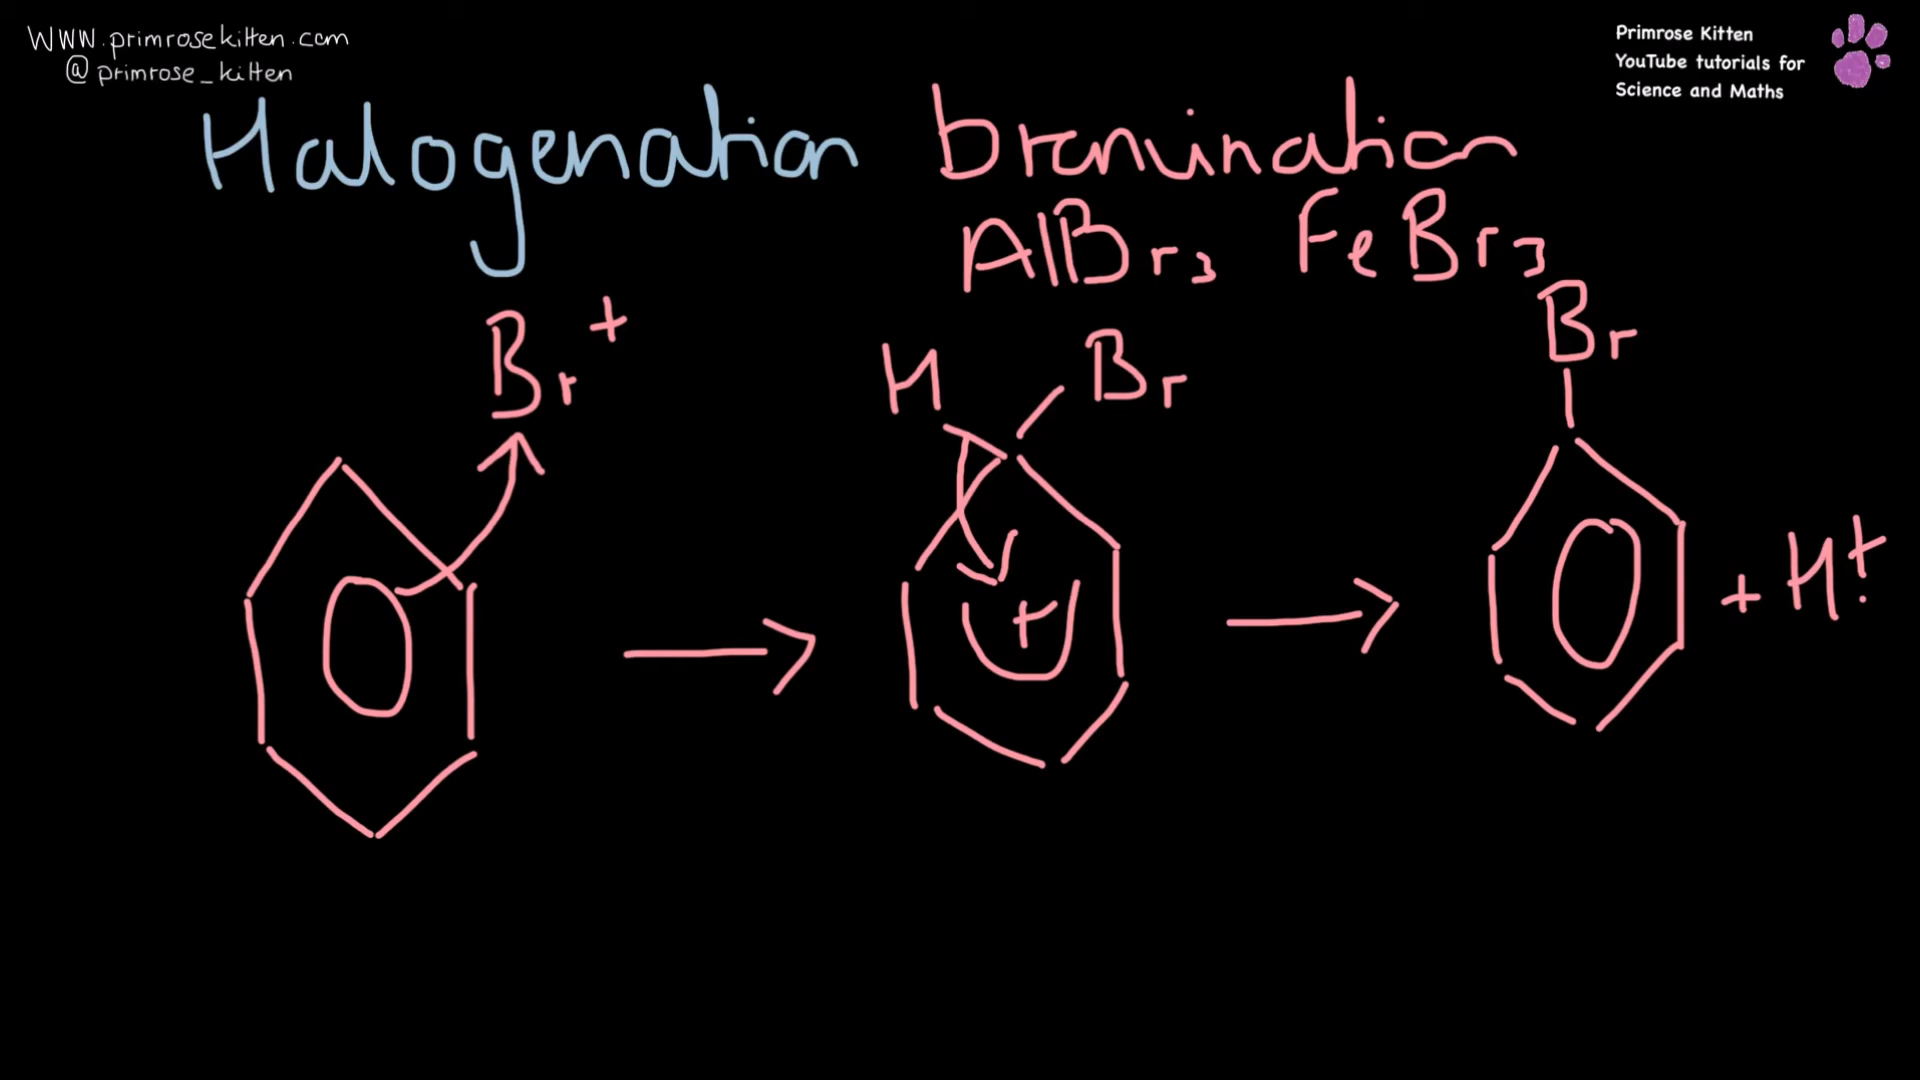 www.primrosekitten.com
@primrose_kitten
Primrose Kitten
YouTube tutorials for
Science and Maths
Halogenation bromination
AlBr₃ FeBr₃
Br⁺
H Br
Br
+
+ H⁺